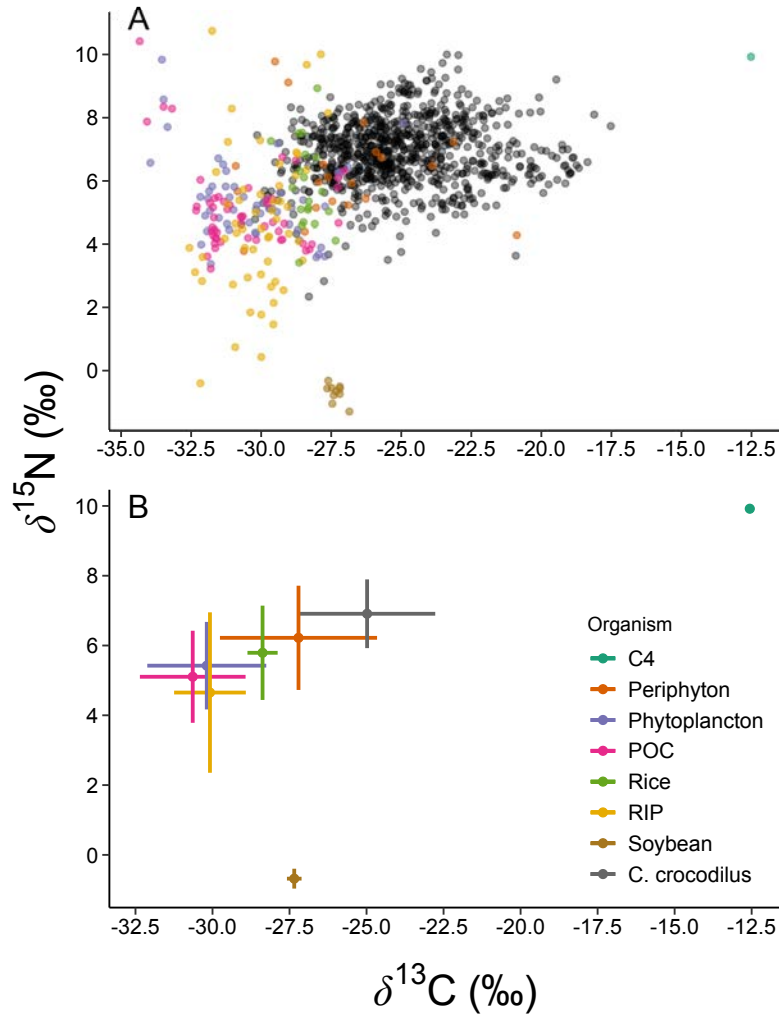 A
10
8
6
4
2
0
-35.0 -32.5 -30.0 -27.5 -25.0 -22.5 -20.0 -17.5 -15.0 -12.5
δ15N (‰)
B
10
8
6
4
2
0
-32.5 -30.0 -27.5 -25.0 -22.5 -20.0 -17.5 -15.0 -12.5
Organism
C4
Periphyton
Phytoplancton
POC
Rice
RIP
Soybean
C. crocodilus
δ13C (‰)